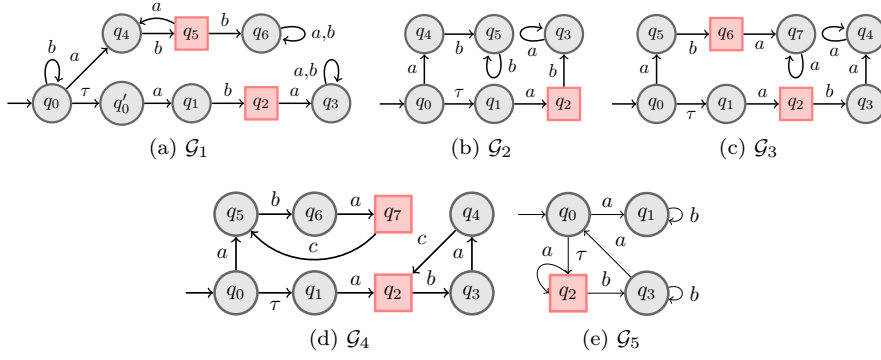 q₄ a q₅ q₆
b b a,b
b a
a,b
q₀ τ q₀′ a q₁ b q₂ a q₃
(a) 𝒢₁
q₄ b q₅ q₃
a b a b
q₀ τ q₁ a q₂
(b) 𝒢₂
q₅ b q₆ a q₇ q₄
a a a a
q₀ τ q₁ a q₂ b q₃
(c) 𝒢₃
q₅ b q₆ a q₇ q₄
a c c a
q₀ τ q₁ a q₂ b q₃
(d) 𝒢₄
q₀ a q₁ b
a τ a
q₂ b q₃ b
(e) 𝒢₅